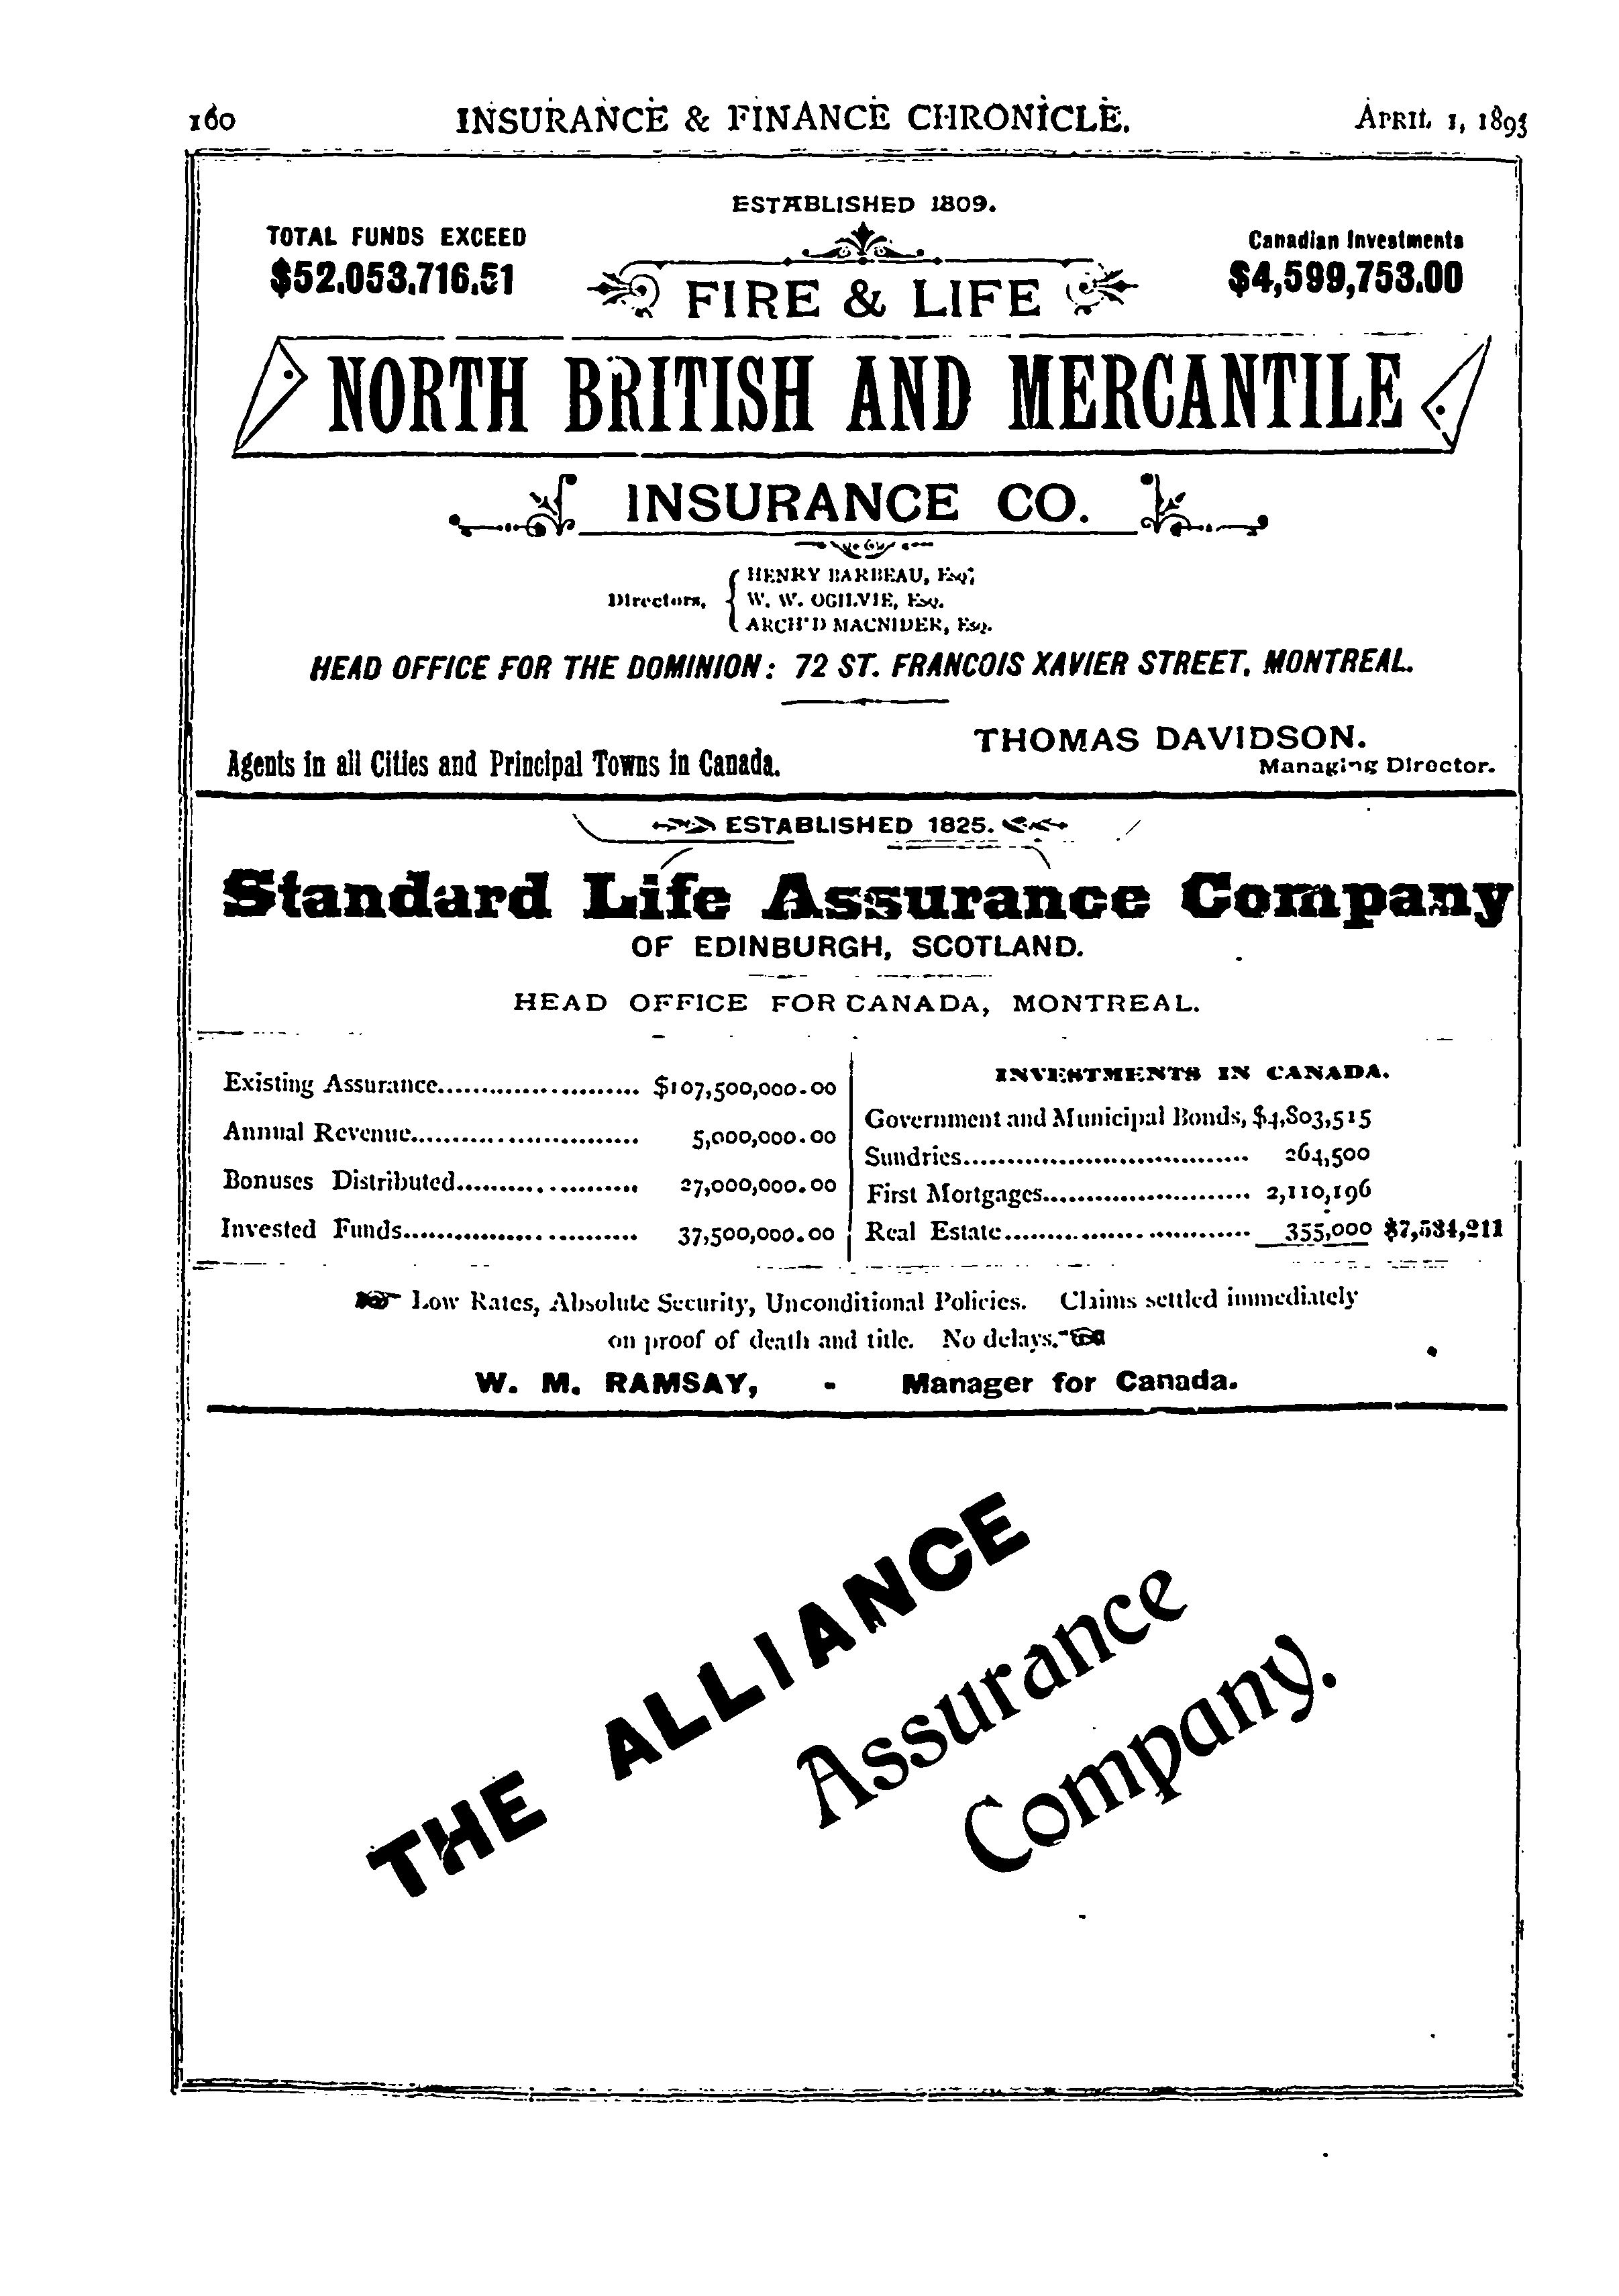 160 INSURANCE & FINANCE CHRONICLE. APRIL 1, 1893
ESTABLISHED 1809.
TOTAL FUNDS EXCEED
$52,053,716.51
Canadian Investments
$4,599,753.00
FIRE & LIFE
NORTH BRITISH AND MERCANTILE
INSURANCE CO.
Directors, HENRY BARBEAU, Esq.
W. W. OGILVIE, Esq.
ARCH'D MACNIDER, Esq.
HEAD OFFICE FOR THE DOMINION: 72 ST. FRANCOIS XAVIER STREET, MONTREAL.
Agents in all Cities and Principal Towns in Canada.
THOMAS DAVIDSON.
Managing Director.
ESTABLISHED 1825.
Standard Life Assurance Company
OF EDINBURGH, SCOTLAND.
HEAD OFFICE FOR CANADA, MONTREAL.
Existing Assurance....................... $107,500,000.00
Annual Revenue.......................... 5,000,000.00
Bonuses Distributed..................... 27,000,000.00
Invested Funds........................... 37,500,000.00
INVESTMENTS IN CANADA.
Government and Municipal Bonds, $4,803,515
Sundries................................. 264,500
First Mortgages........................ 2,110,196
Real Estate............................ 355,000 $7,534,211
Low Rates, Absolute Security, Unconditional Policies. Claims settled immediately
on proof of death and title. No delays.
W. M. RAMSAY, - Manager for Canada.
THE ALLIANCE
Assurance
Company.